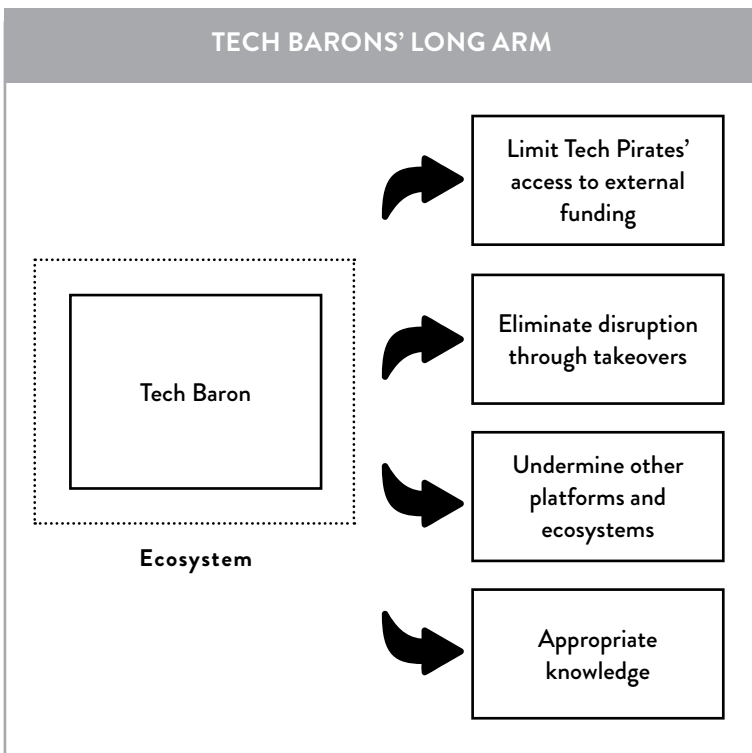 TECH BARONS’ LONG ARM
Limit Tech Pirates’
access to external
funding
Eliminate disruption
through takeovers
Tech Baron
Undermine other
platforms and
ecosystems
Ecosystem
Appropriate
knowledge